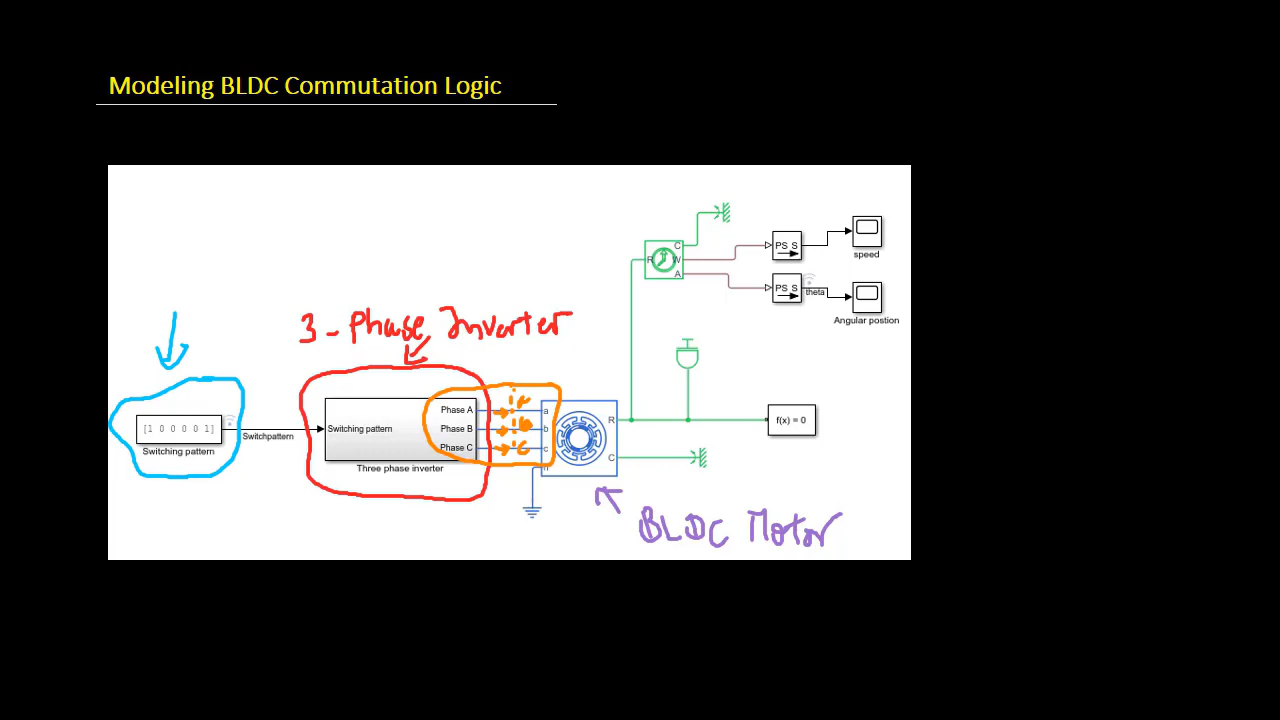 Modeling BLDC Commutation Logic
C
R W
A
PS S
speed
PS S
theta
Angular postion
3-Phase Inverter
[1 0 0 0 0 1]
Switching pattern
Switchpattern
Switching pattern
Phase A
Phase B
Phase C
Three phase inverter
a
b
c
n
b
c
R
C
f(x) = 0
BLDC Motor